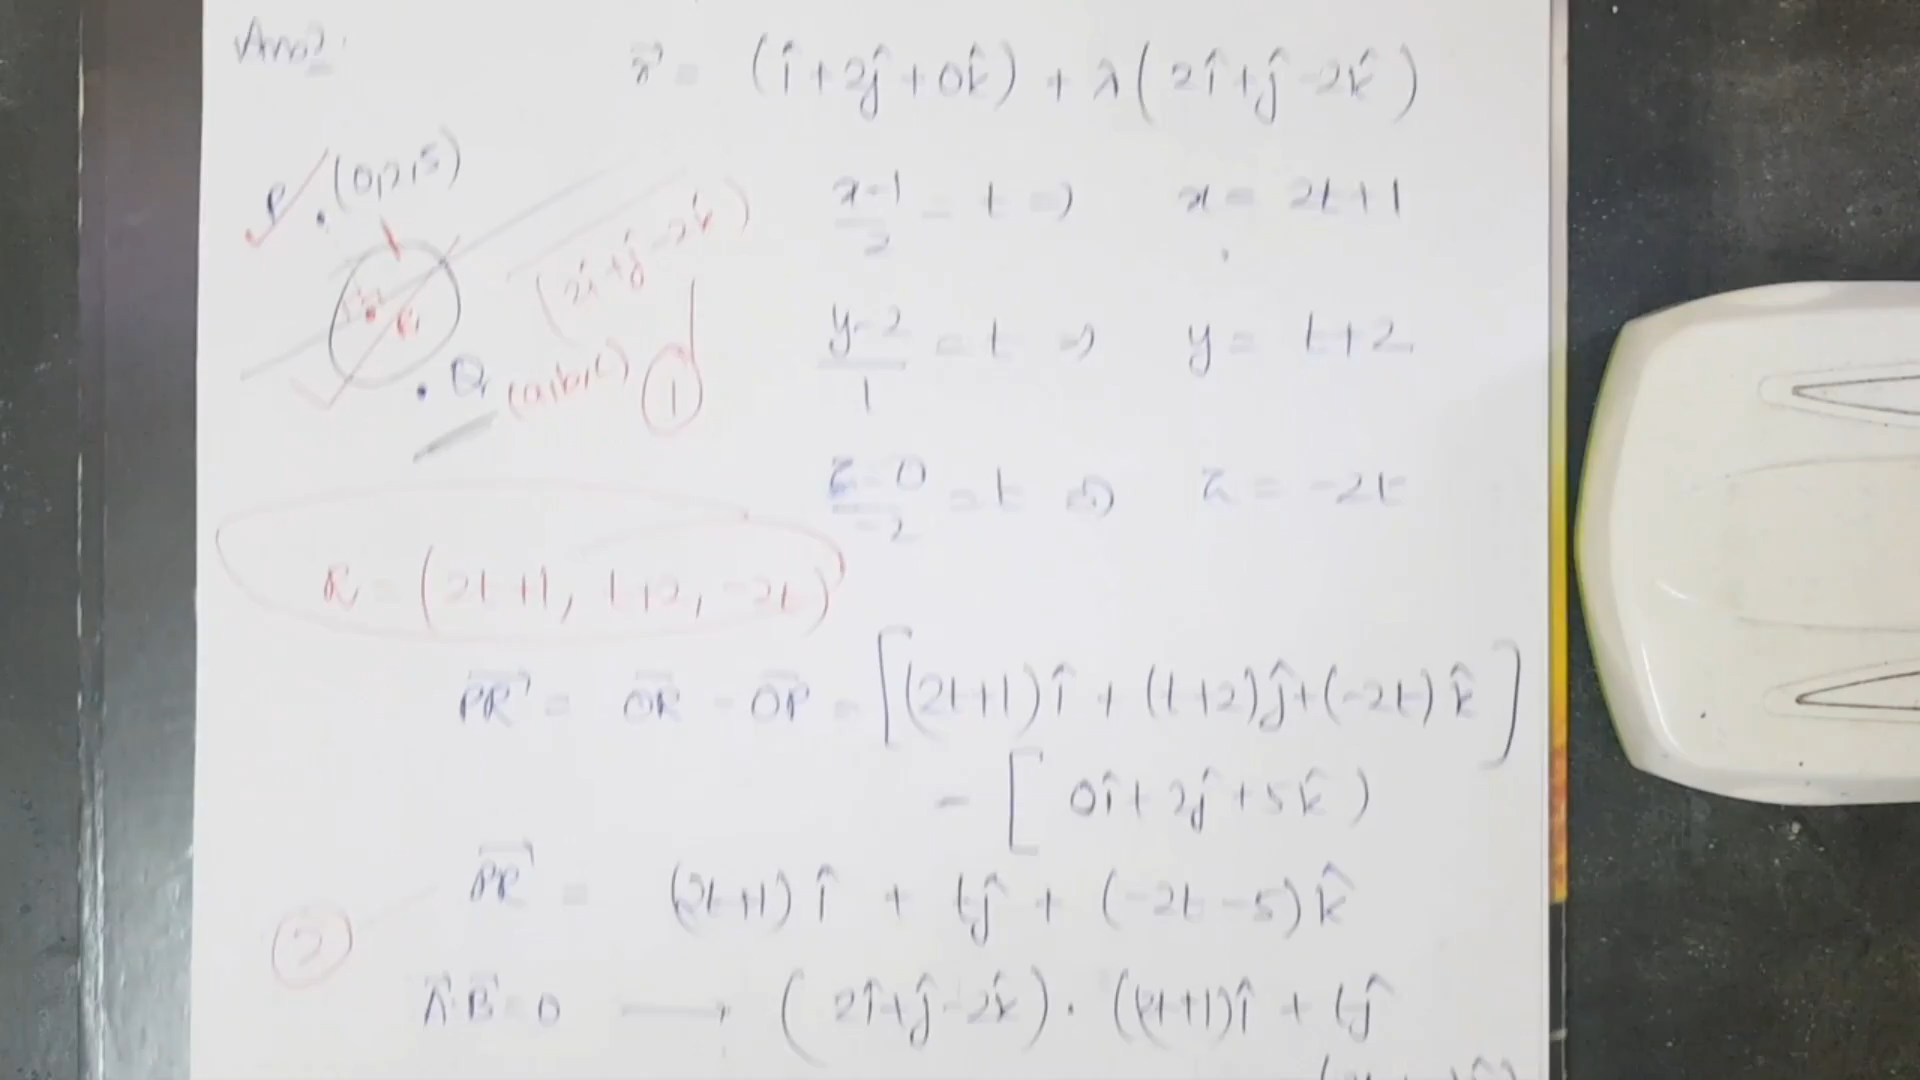 Ans:
r⃗ = (î+2ĵ+0k̂) + λ(2î+ĵ-2k̂)
P (0,2,5)
(2î+ĵ-2k̂)
R
Q (a,b,c) 1
x-1/2 = t ⇒ x = 2t+1
y-2/1 = t ⇒ y = t+2
z-0/-2 = t ⇒ z = -2t
R = (2t+1, t+2, -2t)
PR⃗ = OR⃗ - OP⃗ = [(2t+1)î + (t+2)ĵ+(-2t)k̂]
- [0î+2ĵ+5k̂)
PR⃗ = (2t+1)î + tĵ + (-2t-5)k̂
2
A⃗·B⃗=0 → (2î+ĵ-2k̂)·((2t+1)î + tĵ